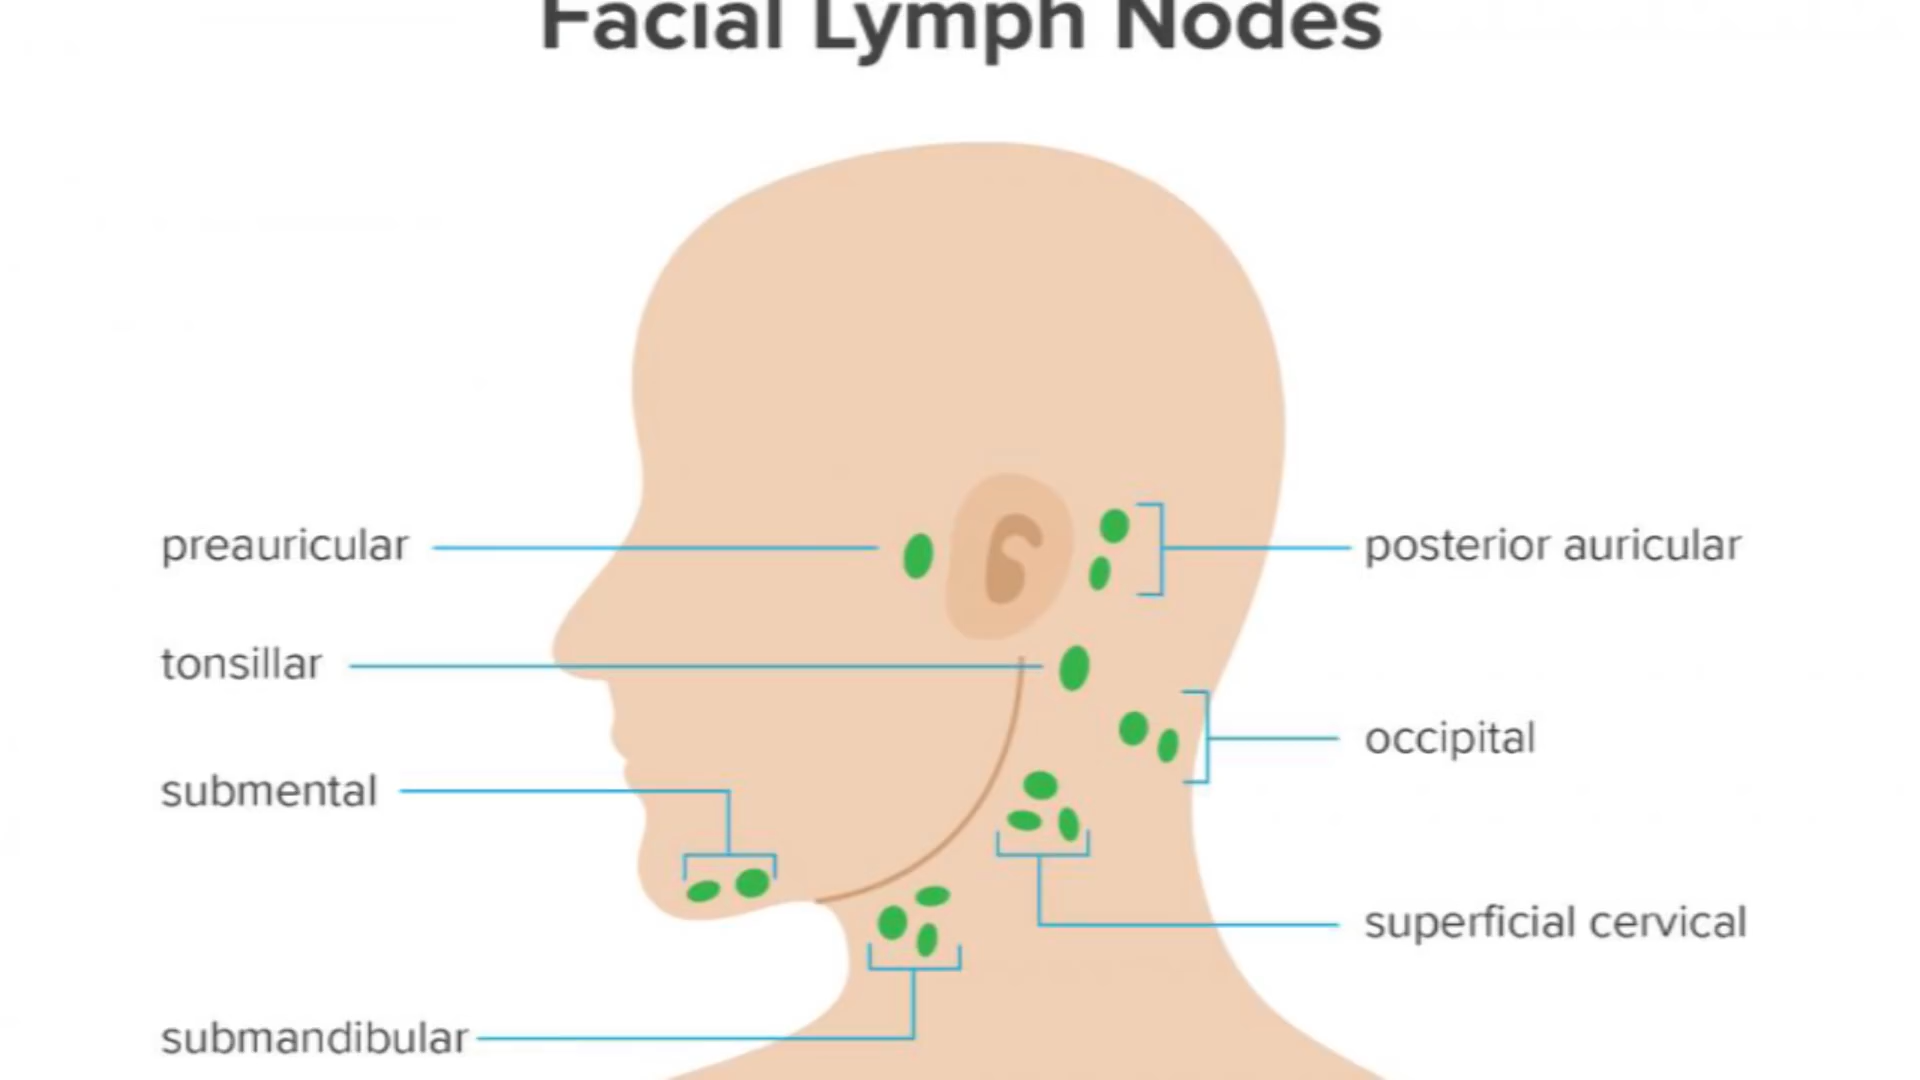 Facial Lymph Nodes
preauricular
posterior auricular
tonsillar
occipital
submental
superficial cervical
submandibular